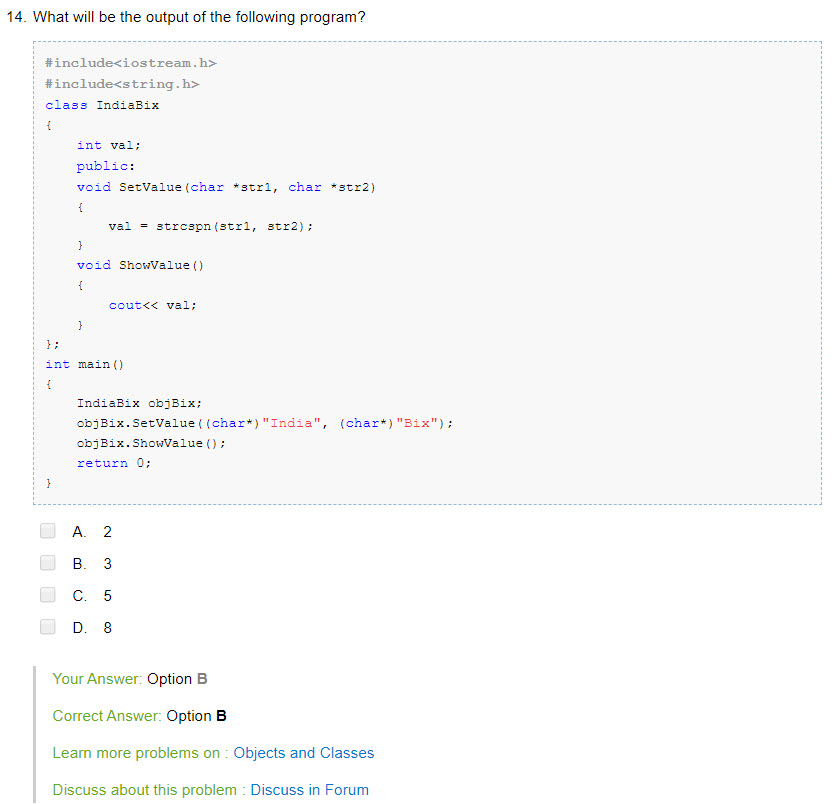 14. What will be the output of the following program?
#include<iostream.h>
#include<string.h>
class IndiaBix
{
    int val;
    public:
    void SetValue(char *str1, char *str2)
    {
        val = strcspn(str1, str2);
    }
    void ShowValue()
    {
        cout<< val;
    }
};
int main()
{
    IndiaBix objBix;
    objBix.SetValue((char*)"India", (char*)"Bix");
    objBix.ShowValue();
    return 0;
}
A. 2
B. 3
C. 5
D. 8
Your Answer: Option B
Correct Answer: Option B
Learn more problems on : Objects and Classes
Discuss about this problem : Discuss in Forum